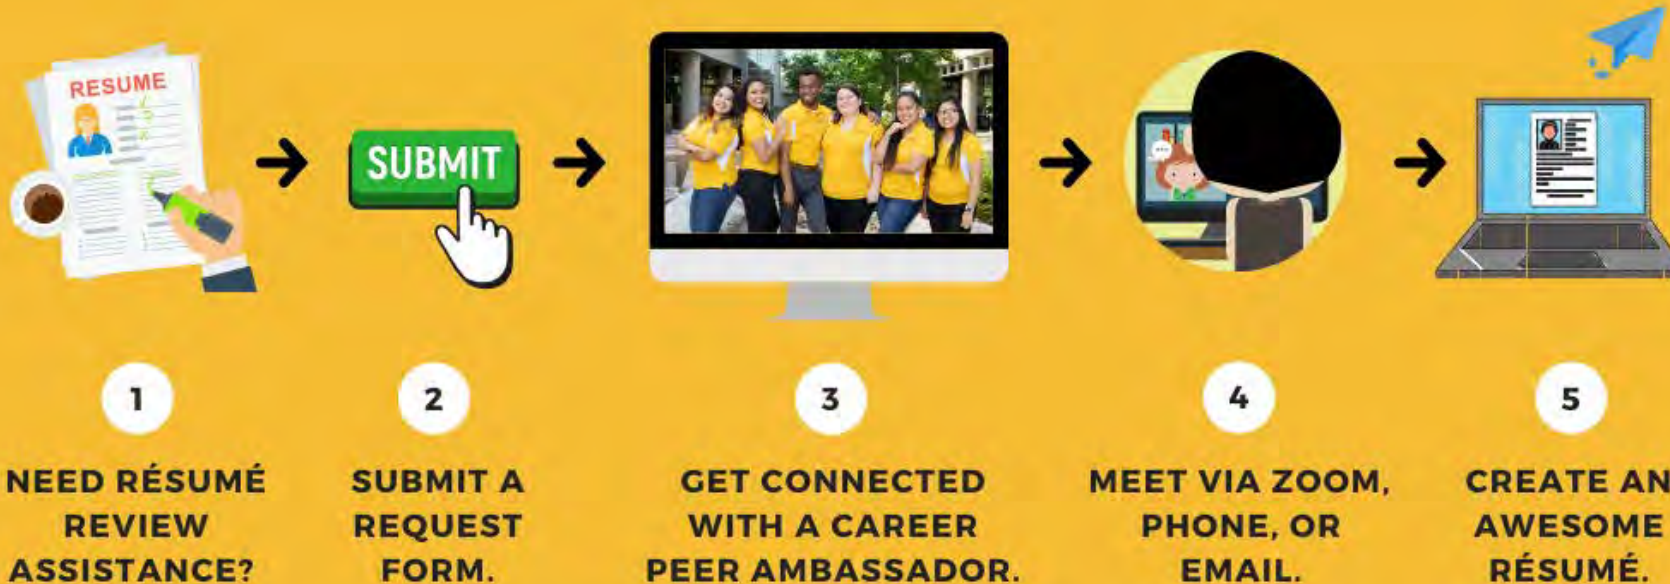 RESUME
SUBMIT
1
NEED RÉSUMÉ
REVIEW
ASSISTANCE?
2
SUBMIT A
REQUEST
FORM.
3
GET CONNECTED
WITH A CAREER
PEER AMBASSADOR.
4
MEET VIA ZOOM,
PHONE, OR
EMAIL.
5
CREATE AN
AWESOME
RÉSUMÉ.